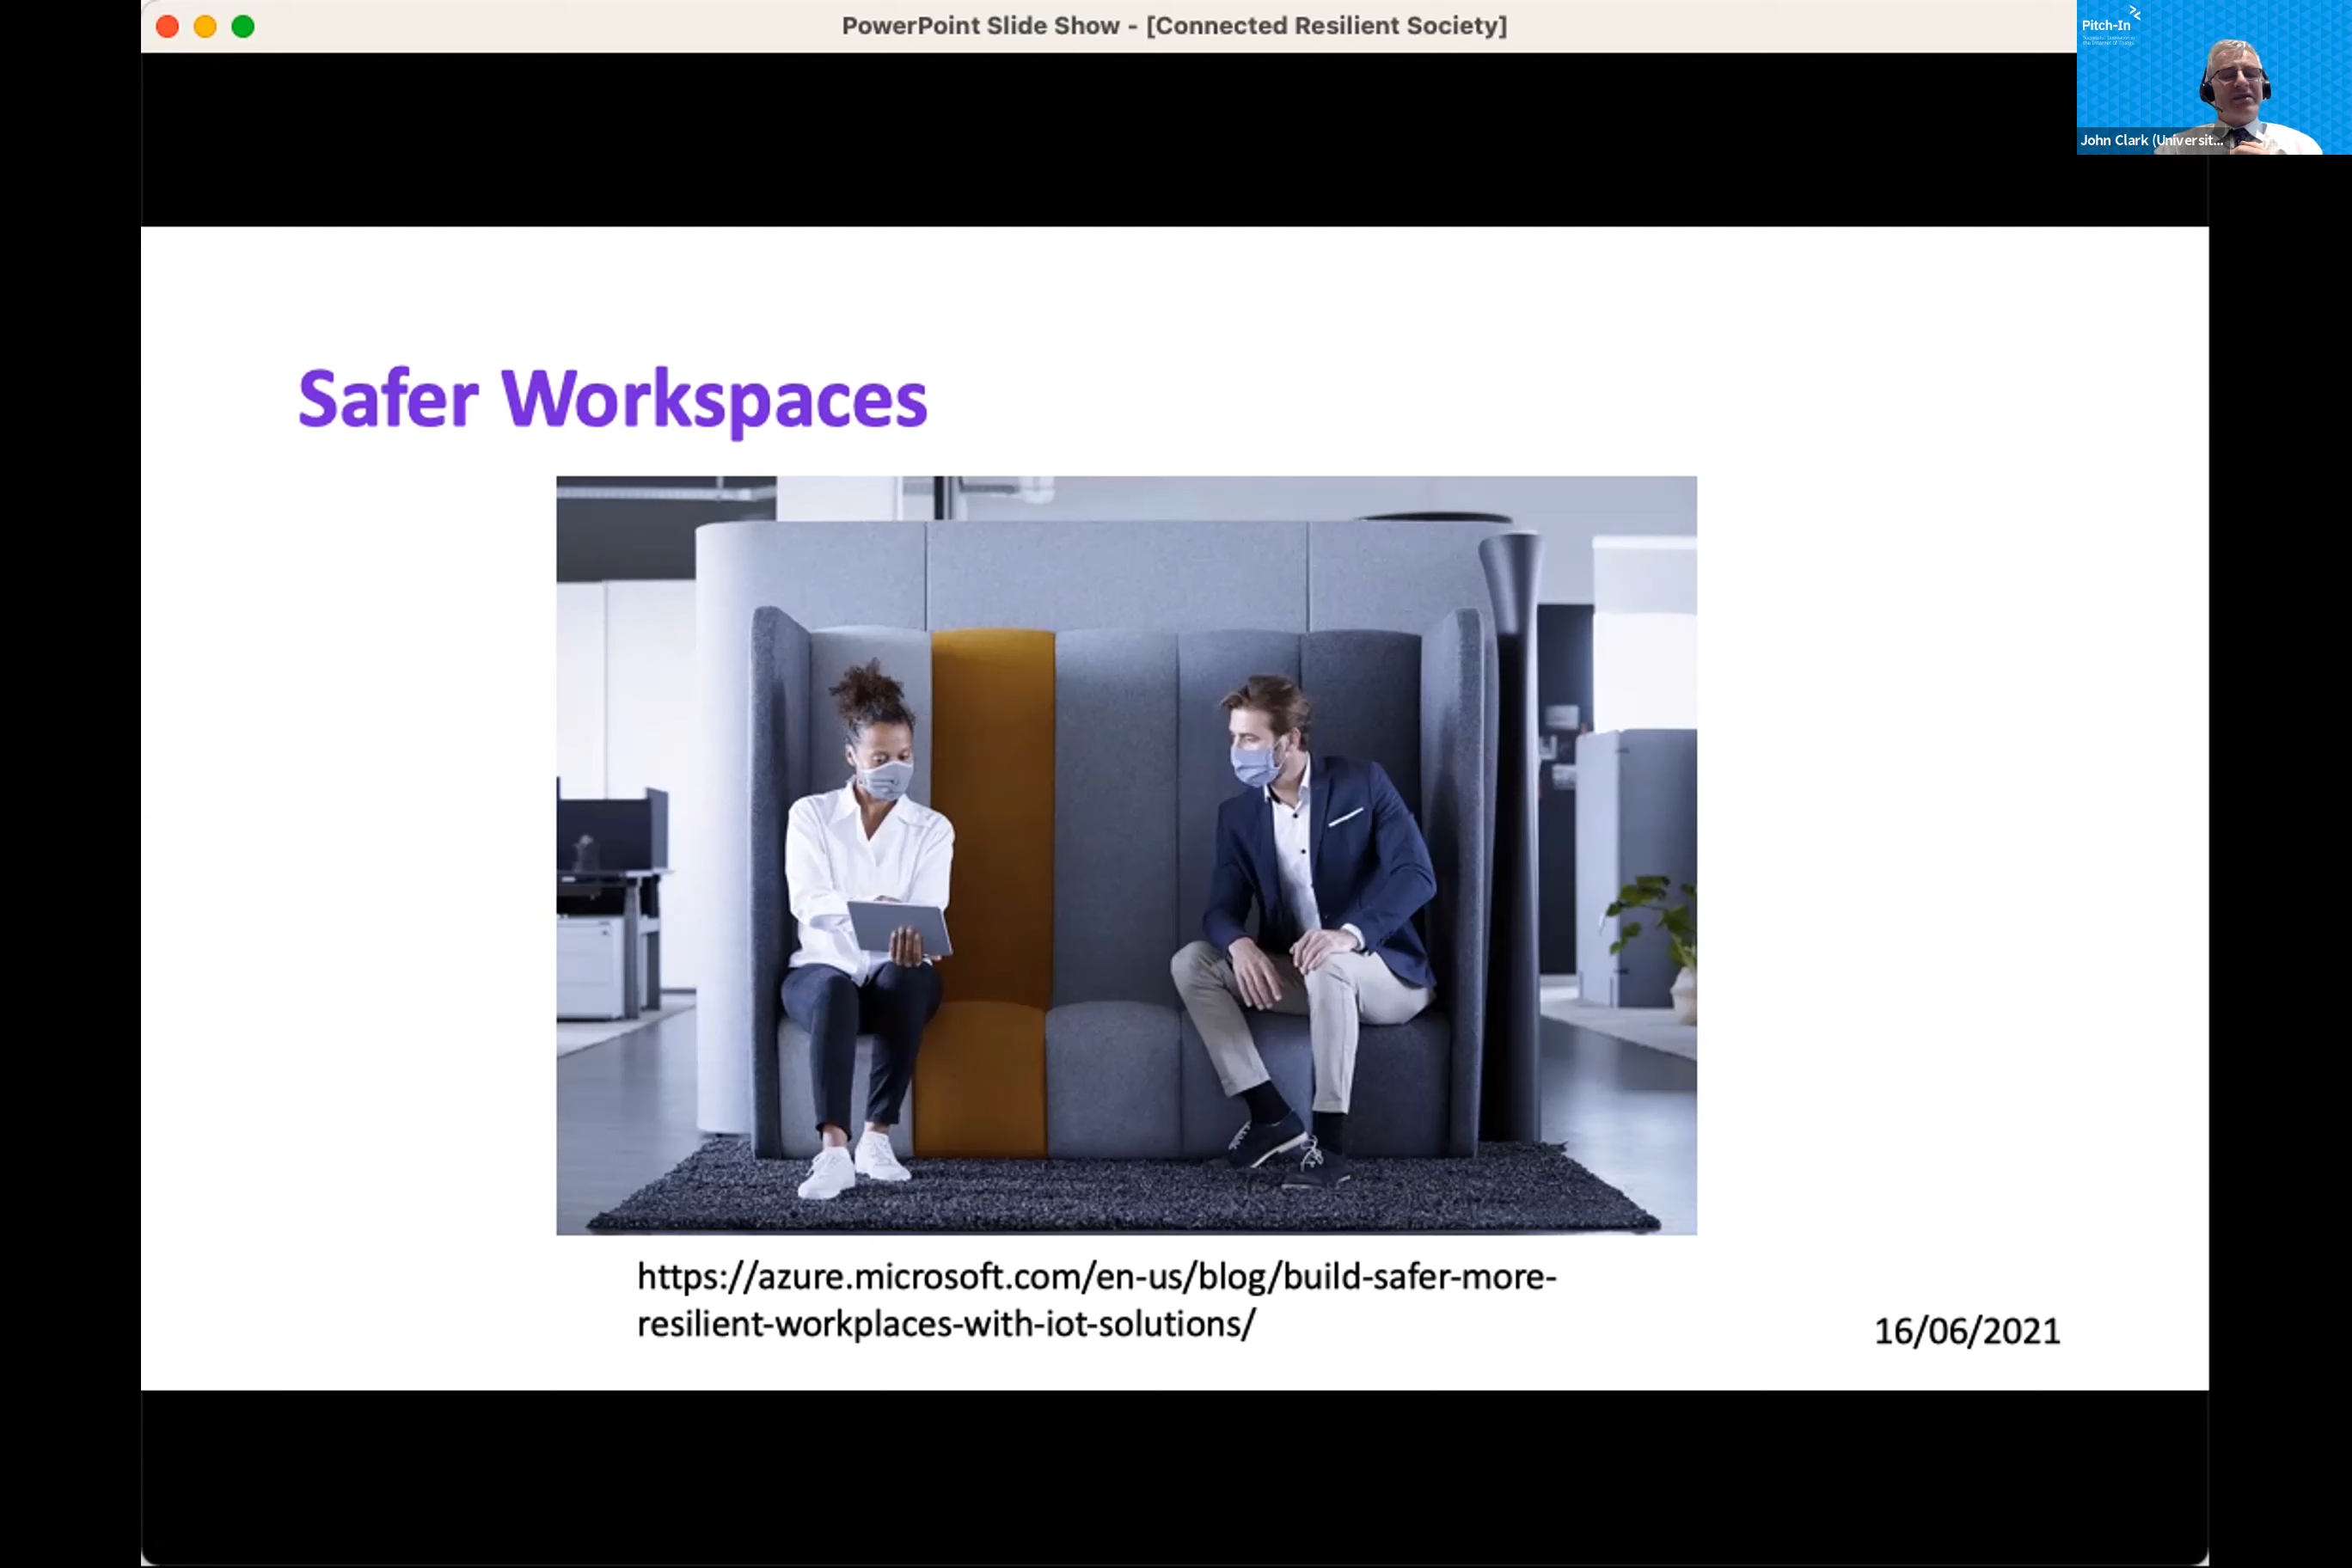 PowerPoint Slide Show - [Connected Resilient Society]
Pitch-In
John Clark (Universit...
Safer Workspaces
https://azure.microsoft.com/en-us/blog/build-safer-more-
resilient-workplaces-with-iot-solutions/
16/06/2021